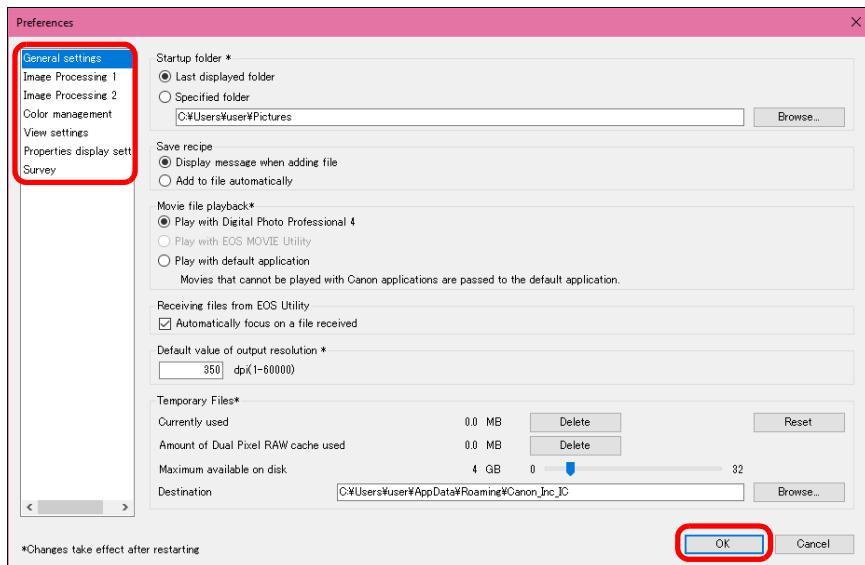 Preferences
General settings
Image Processing 1
Image Processing 2
Color management
View settings
Properties display sett
Survey
Startup folder *
Last displayed folder
Specified folder
C:¥Users¥user¥Pictures
Browse...
Save recipe
Display message when adding file
Add to file automatically
Movie file playback*
Play with Digital Photo Professional 4
Play with EOS MOVIE Utility
Play with default application
Movies that cannot be played with Canon applications are passed to the default application.
Receiving files from EOS Utility
Automatically focus on a file received
Default value of output resolution *
350 dpi(1-60000)
Temporary Files*
Currently used 0.0 MB Delete Reset
Amount of Dual Pixel RAW cache used 0.0 MB Delete
Maximum available on disk 4 GB 0 32
Destination C:¥Users¥user¥AppData¥Roaming¥Canon_Inc_IC Browse...
*Changes take effect after restarting
OK Cancel